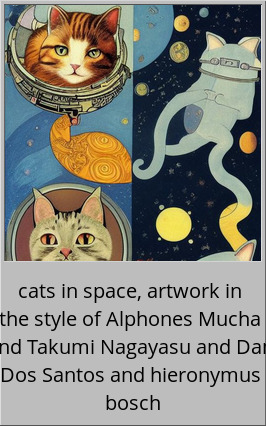 cats in space, artwork in
the style of Alphones Mucha
nd Takumi Nagayasu and Dan
Dos Santos and hieronymus
bosch